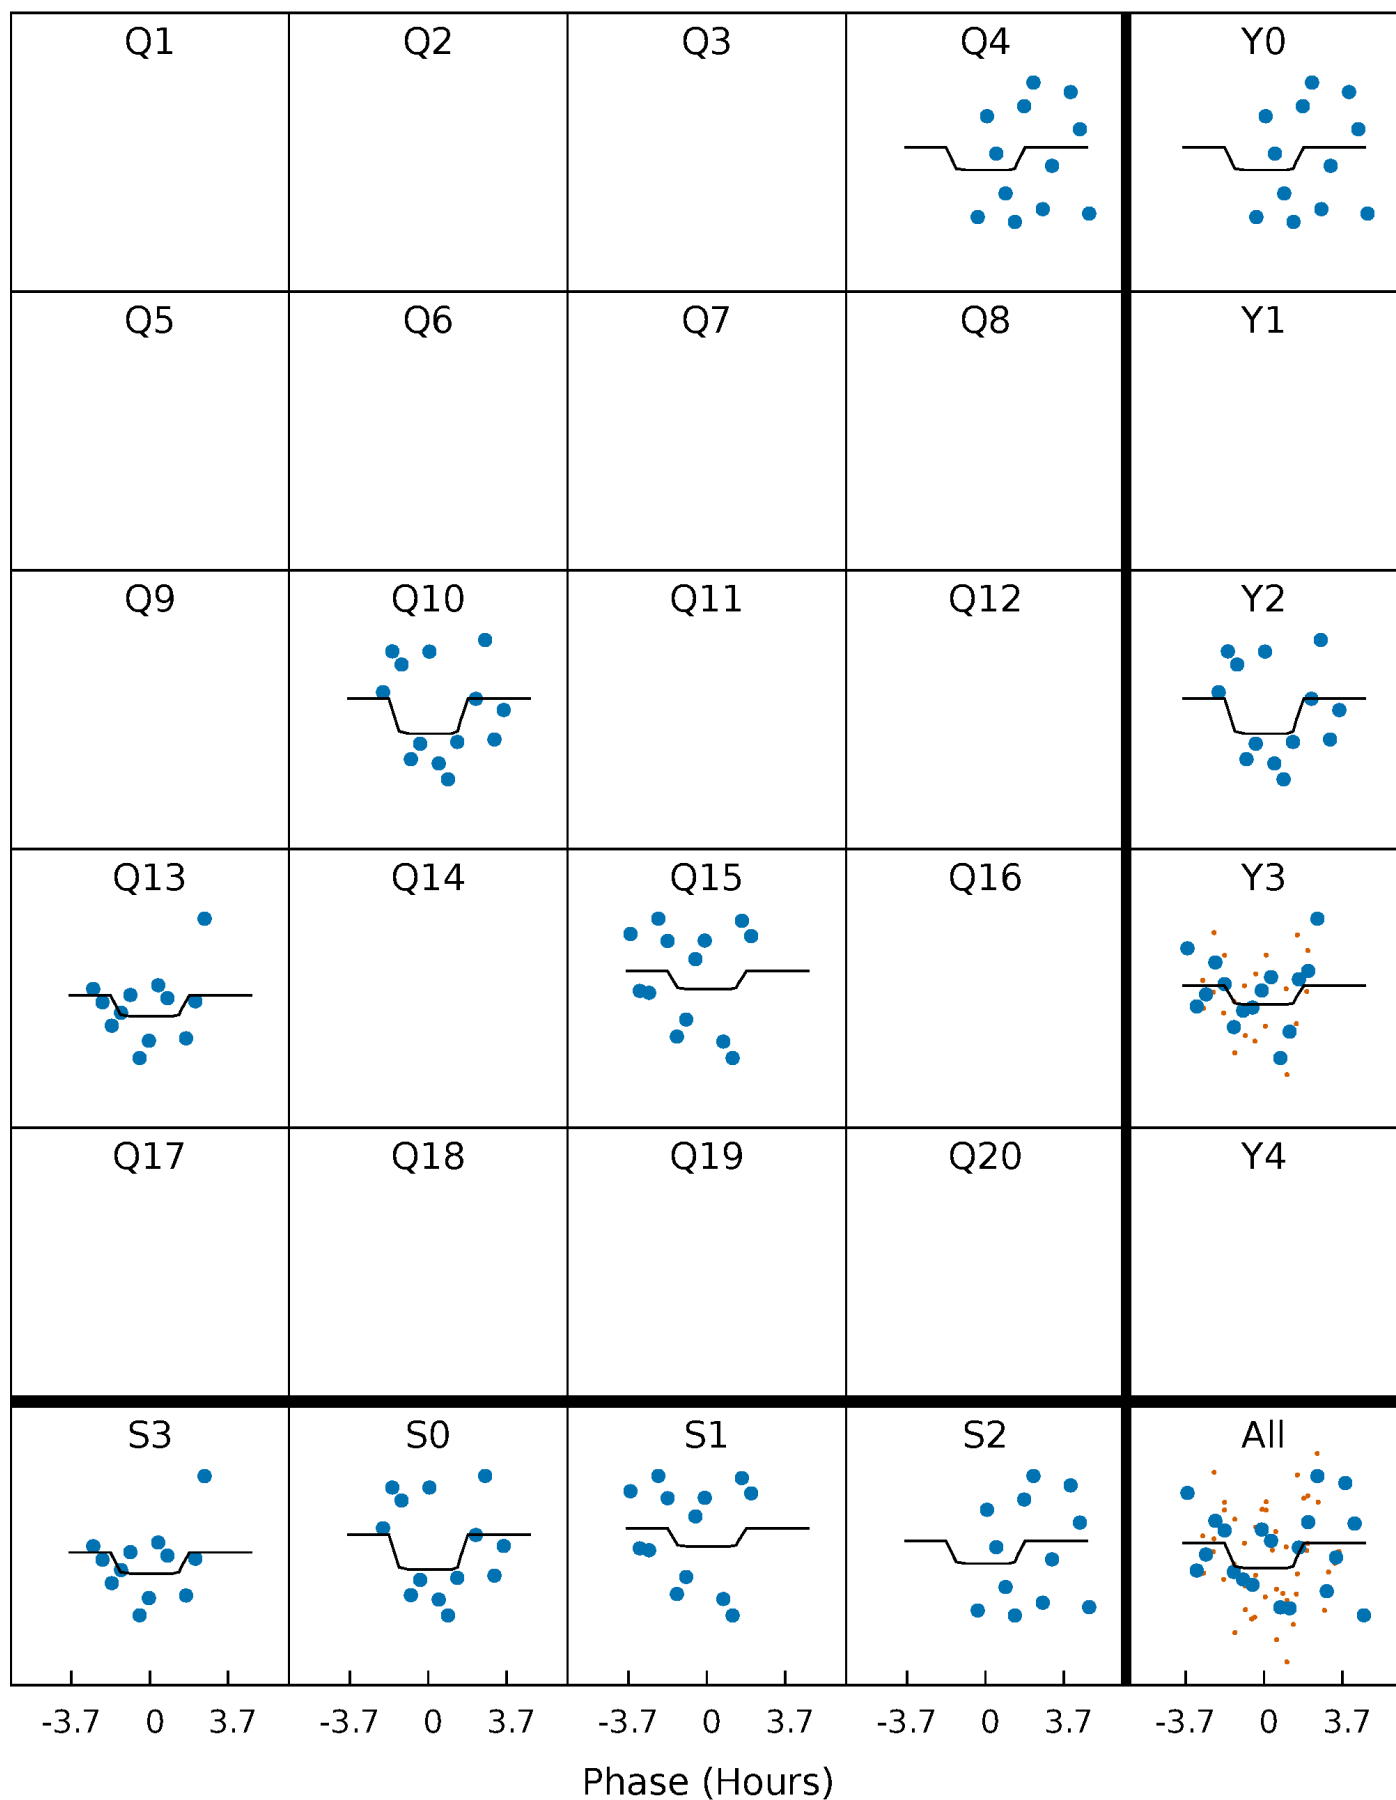 Q1 Q2 Q3 Q4 Y0
Q5 Q6 Q7 Q8 Y1
Q9 Q10 Q11 Q12 Y2
Q13 Q14 Q15 Q16 Y3
Q17 Q18 Q19 Q20 Y4
S3 S0 S1 S2 All
-3.7 0 3.7 -3.7 0 3.7 -3.7 0 3.7 -3.7 0 3.7 -3.7 0 3.7
Phase (Hours)